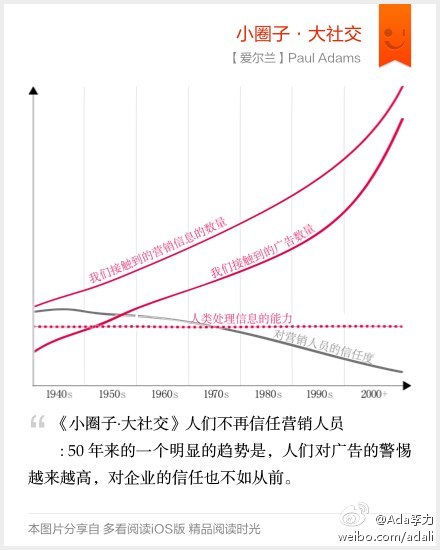 小圈子·大社交
【爱尔兰】Paul Adams
我们接触到的营销信息的数量
我们接触到的广告数量
人类处理信息的能力
对营销人员的信任度
1940s 1950s 1960s 1970s 1980s 1990s 2000+
“《小圈子·大社交》人们不再信任营销人员
：50 年来的一个明显的趋势是，人们对广告的警惕
越来越高，对企业的信任也不如从前。
本图片分享自 多看阅读iOS版 精品阅读时光
@Ada李力
weibo.com/adali